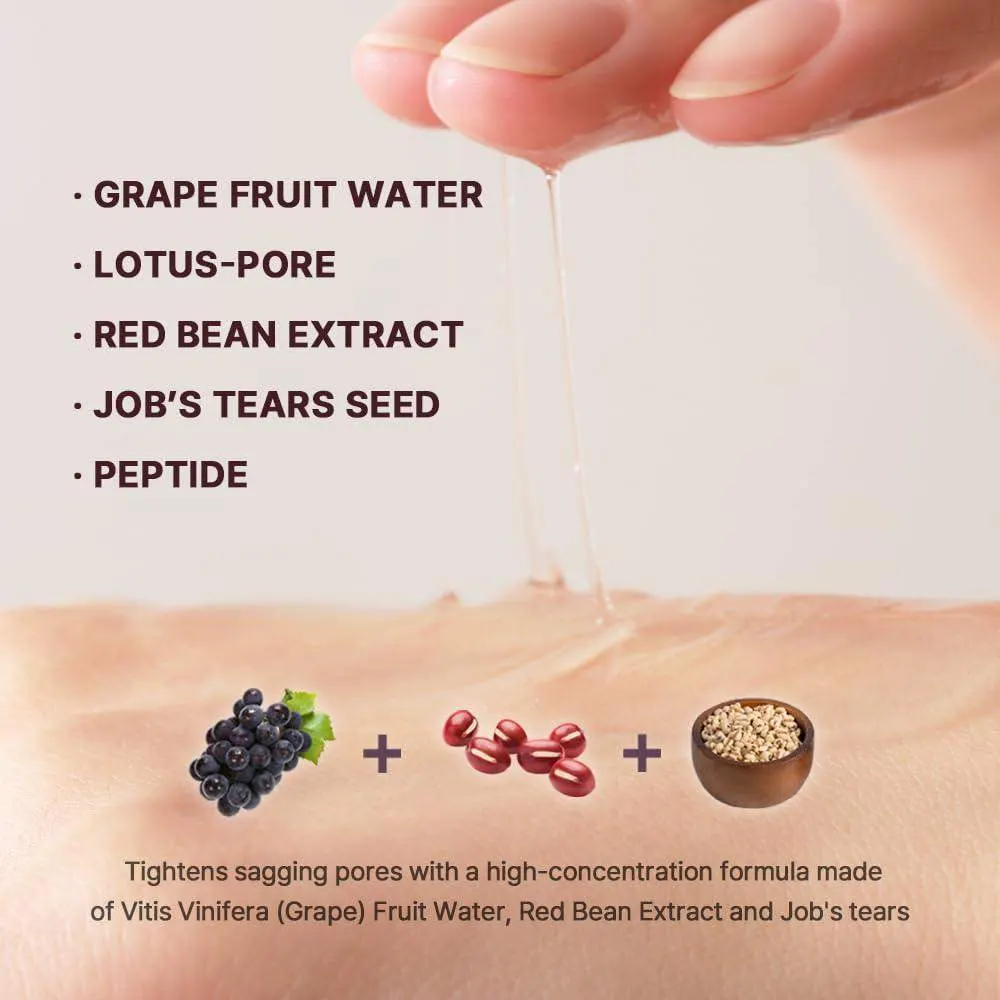 · GRAPE FRUIT WATER
· LOTUS-PORE
· RED BEAN EXTRACT
· JOB’S TEARS SEED
· PEPTIDE
+ +
Tightens sagging pores with a high-concentration formula made
of Vitis Vinifera (Grape) Fruit Water, Red Bean Extract and Job's tears